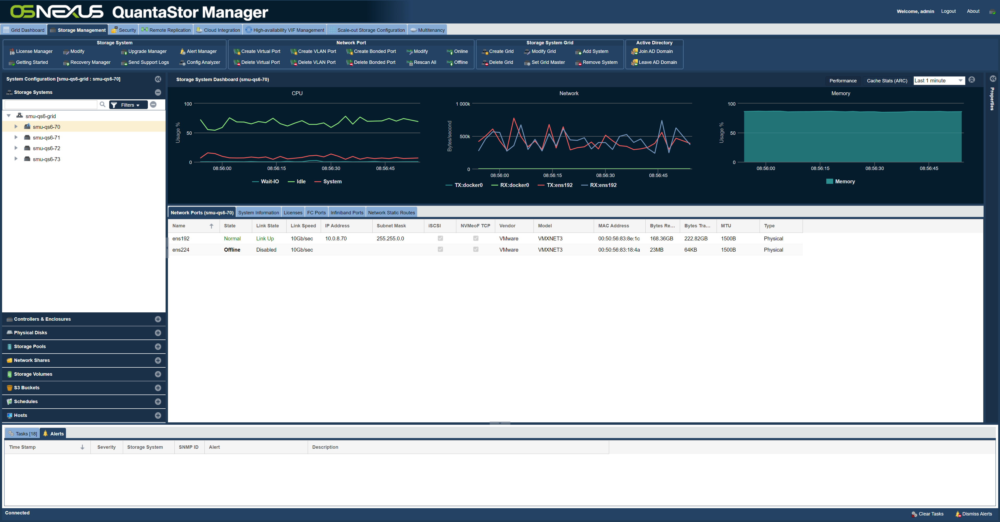 OSNEXUS QuantaStor Manager
Welcome, admin Logout About
Grid Dashboard Storage Management Security Remote Replication Cloud Integration High-availability VIF Management Scale-out Storage Configuration Multitenancy
Storage System Network Port Storage System Grid Active Directory
License Manager Modify Upgrade Manager Alert Manager Create Virtual Port Create VLAN Port Create Bonded Port Modify Online Create Grid Modify Grid Add System Join AD Domain
Getting Started Recovery Manager Send Support Logs Config Analyzer Delete Virtual Port Delete VLAN Port Delete Bonded Port Rescan All Offline Delete Grid Set Grid Master Remove System Leave AD Domain
System Configuration [smu-qs6-grid : smu-qs6-70]
Storage Systems
Filters
smu-qs6-grid
smu-qs6-70
smu-qs6-71
smu-qs6-72
smu-qs6-73
Controllers & Enclosures
Physical Disks
Storage Pools
Network Shares
Storage Volumes
S3 Buckets
Schedules
Hosts
Storage System Dashboard (smu-qs6-70)
Performance Cache Stats (ARC) Last 1 minute
Properties
CPU
Usage %
100
50
0
08:56:00 08:56:15 08:56:30 08:56:45
Wait-IO Idle System
Network
Bytes/second
1 000k
500k
0
08:56:00 08:56:15 08:56:30 08:56:45
TX:docker0 RX:docker0 TX:ens192 RX:ens192
Memory
Usage %
100
50
0
08:56:00 08:56:15 08:56:30 08:56:45
Memory
Network Ports (smu-qs6-70) System Information Licenses FC Ports Infiniband Ports Network Static Routes
Name State Link State Link Speed IP Address Subnet Mask iSCSI NVMeoF TCP Vendor Model MAC Address Bytes Re... Bytes Tra... MTU Type
ens192 Normal Link Up 10Gb/sec 10.0.8.70 255.255.0.0 VMware VMXNET3 00:50:56:83:8e:1c 168.36GB 222.82GB 1500B Physical
ens224 Offline Disabled 10Gb/sec VMware VMXNET3 00:50:56:83:18:4a 23MB 64KB 1500B Physical
Tasks [18] Alerts
Time Stamp Severity Storage System SNMP ID Alert Description
Connected
Clear Tasks Dismiss Alerts